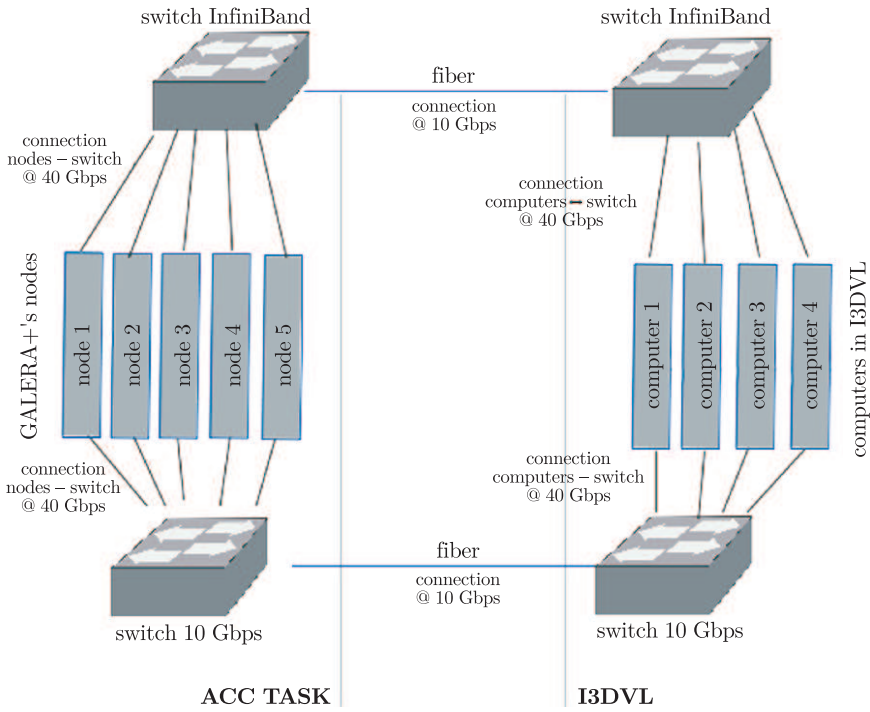 switch InfiniBand
switch InfiniBand
fiber
connection
@ 10 Gbps
connection
nodes – switch
@ 40 Gbps
connection
computers – switch
@ 40 Gbps
GALERA+'s nodes
node 1
node 2
node 3
node 4
node 5
computer 1
computer 2
computer 3
computer 4
computers in I3DVL
connection
nodes – switch
@ 40 Gbps
connection
computers – switch
@ 40 Gbps
fiber
connection
@ 10 Gbps
switch 10 Gbps
switch 10 Gbps
ACC TASK
I3DVL